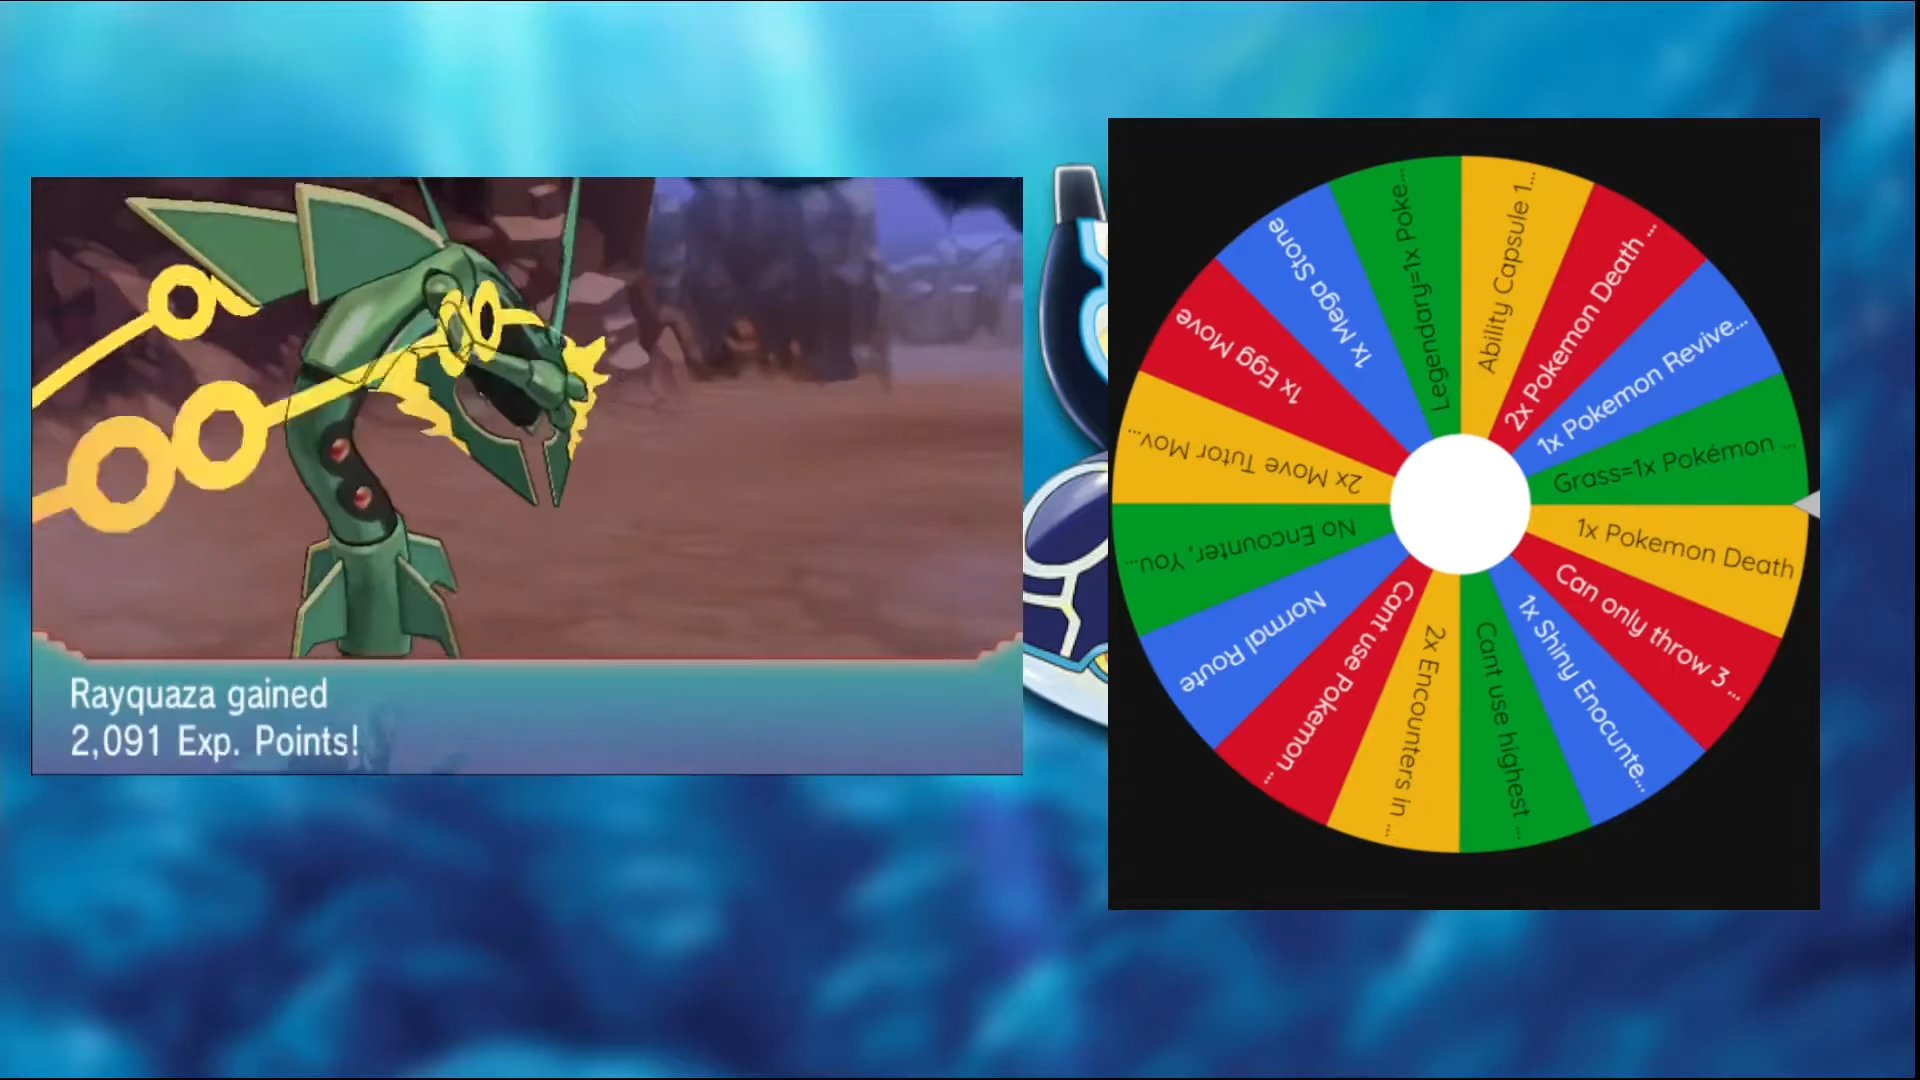 Rayquaza gained
2,091 Exp. Points!
Legendary=1x Poke...
Ability Capsule 1...
2x Pokemon Death ...
1x Pokemon Revive...
Grass=1x Pokémon ...
1x Pokemon Death
Can only throw 3 ...
1x Shiny Enocunte...
Cant use highest ...
2x Encounters in ...
Cant use Pokemon ...
Normal Route
No Encounter, You...
2x Move Tutor Mov...
1x Egg Move
1x Mega Stone